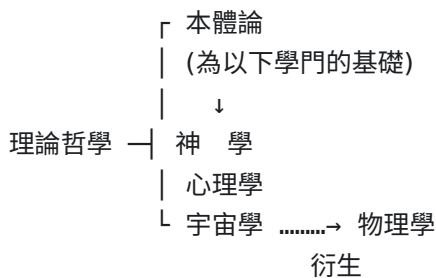 本體論
(為以下學門的基礎)
↓
理論哲學 神 學
心理學
宇宙學 ………→ 物理學
衍生